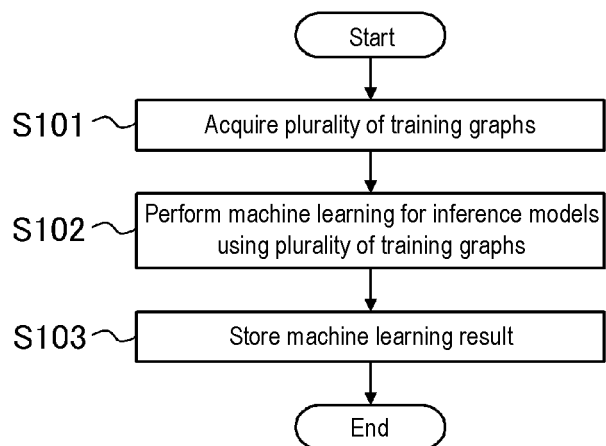 Start
S101
Acquire plurality of training graphs
S102
Perform machine learning for inference models
using plurality of training graphs
S103
Store machine learning result
End